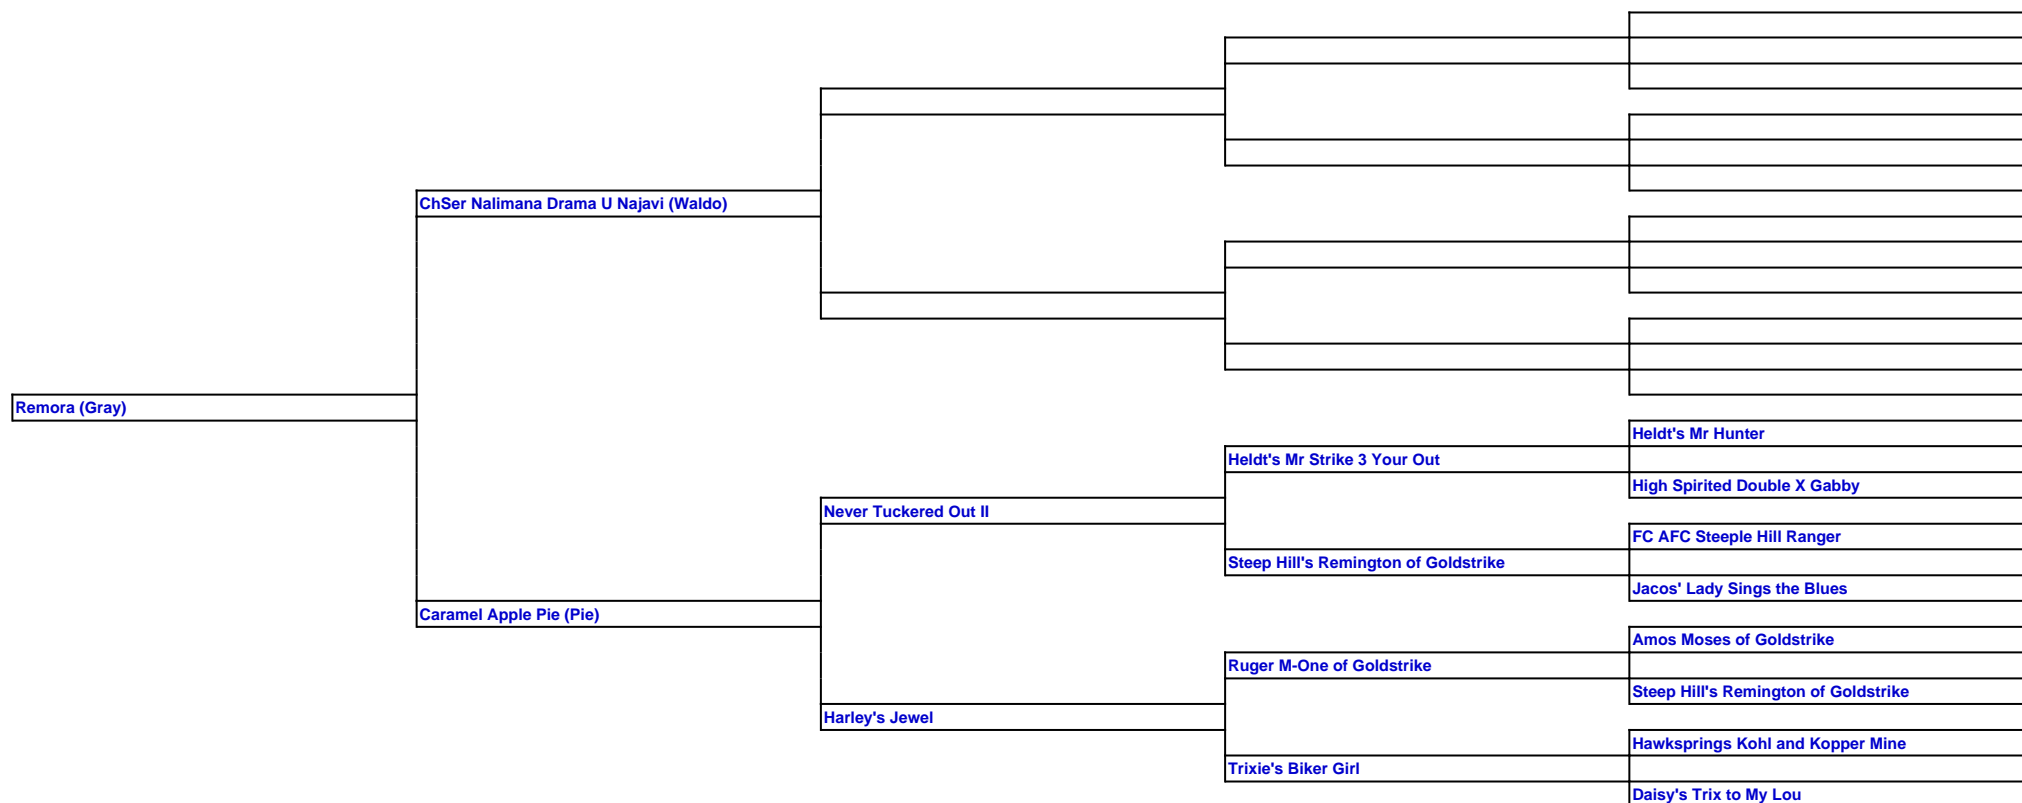 ChSer Nalimana Drama U Najavi (Waldo)
Remora (Gray)
Heldt's Mr Hunter
Heldt's Mr Strike 3 Your Out
High Spirited Double X Gabby
Never Tuckered Out II
FC AFC Steeple Hill Ranger
Steep Hill's Remington of Goldstrike
Jacos' Lady Sings the Blues
Caramel Apple Pie (Pie)
Amos Moses of Goldstrike
Ruger M-One of Goldstrike
Steep Hill's Remington of Goldstrike
Harley's Jewel
Hawksprings Kohl and Kopper Mine
Trixie's Biker Girl
Daisy's Trix to My Lou